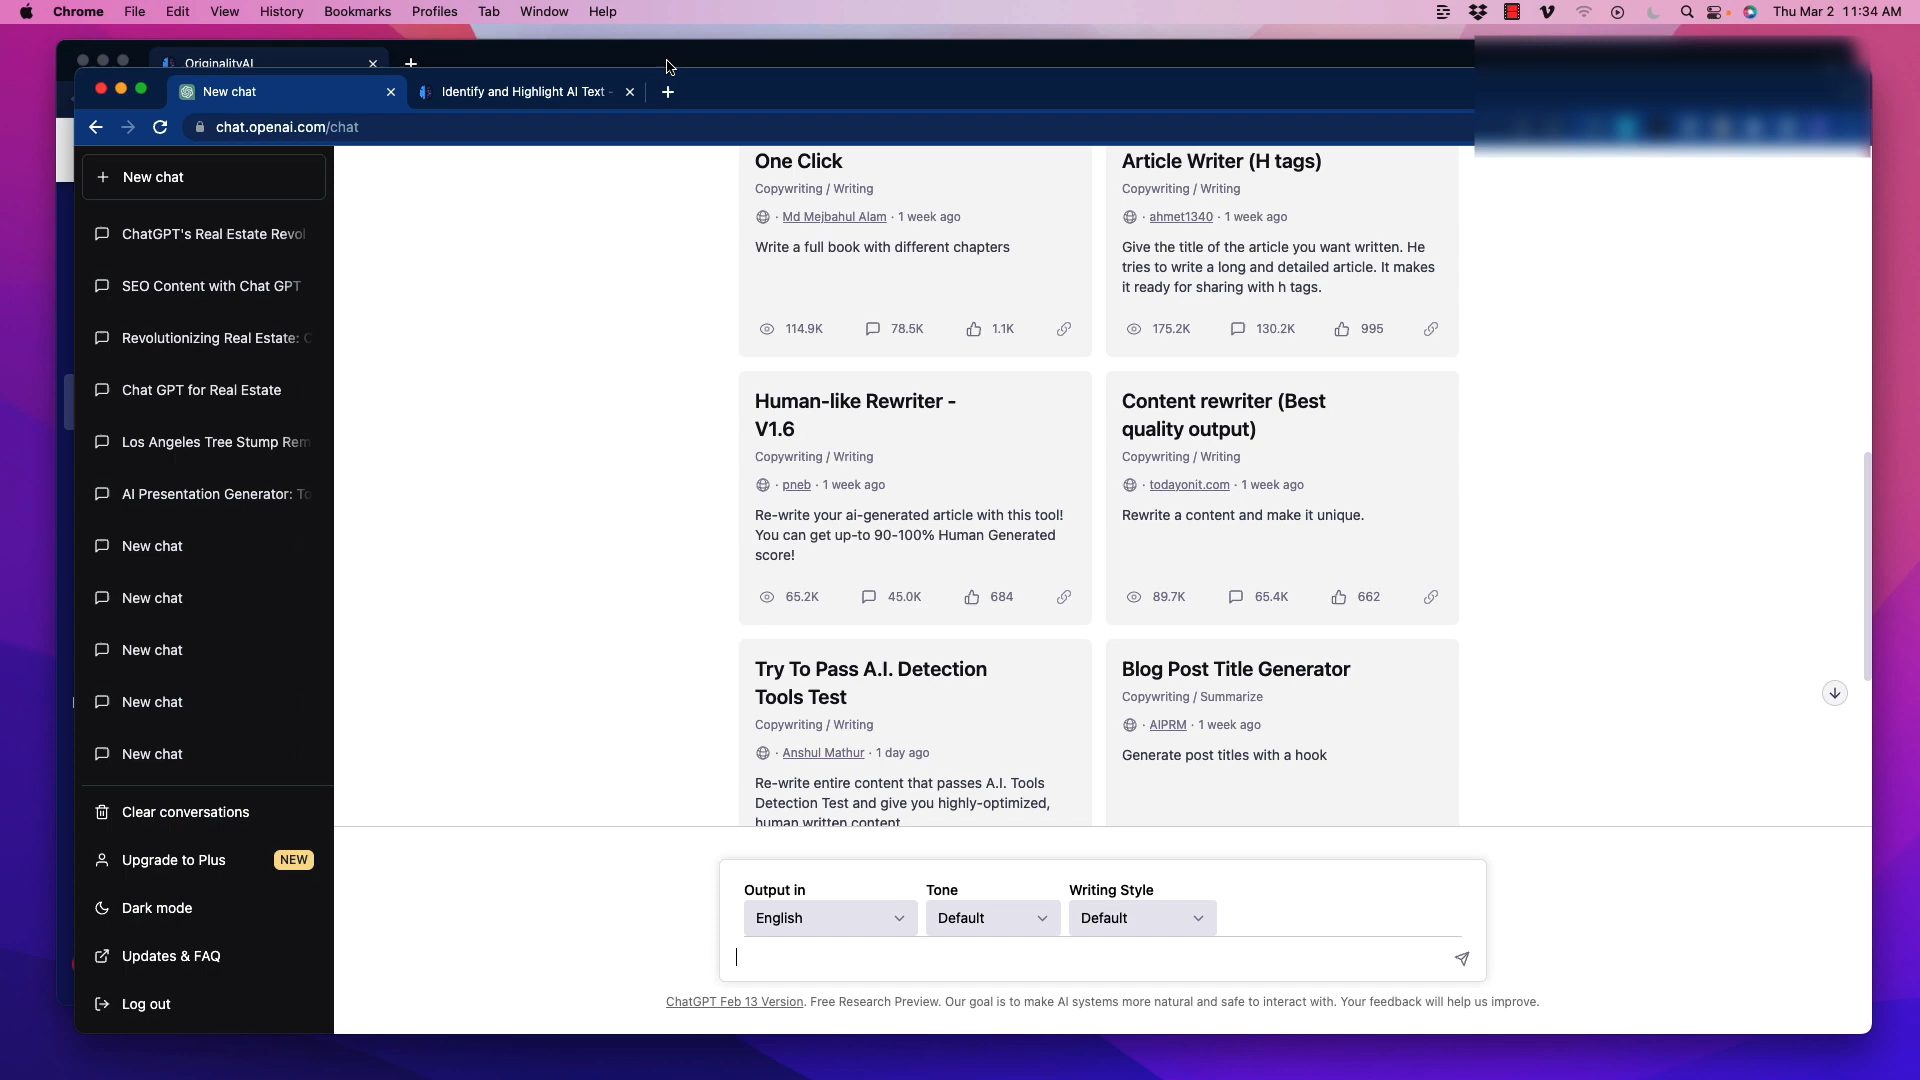 Chrome File Edit View History Bookmarks Profiles Tab Window Help Thu Mar 2 11:34 AM
OriginalityAI
New chat Identify and Highlight AI Text -
chat.openai.com/chat
New chat
ChatGPT's Real Estate Revol
SEO Content with Chat GPT
Revolutionizing Real Estate: C
Chat GPT for Real Estate
Los Angeles Tree Stump Rem
AI Presentation Generator: To
New chat
New chat
New chat
New chat
New chat
Clear conversations
Upgrade to Plus NEW
Dark mode
Updates & FAQ
Log out
One Click
Copywriting / Writing
· Md Mejbahul Alam · 1 week ago
Write a full book with different chapters
114.9K 78.5K 1.1K
Article Writer (H tags)
Copywriting / Writing
· ahmet1340 · 1 week ago
Give the title of the article you want written. He
tries to write a long and detailed article. It makes
it ready for sharing with h tags.
175.2K 130.2K 995
Human-like Rewriter -
V1.6
Copywriting / Writing
· pneb · 1 week ago
Re-write your ai-generated article with this tool!
You can get up-to 90-100% Human Generated
score!
65.2K 45.0K 684
Content rewriter (Best
quality output)
Copywriting / Writing
· todayonit.com · 1 week ago
Rewrite a content and make it unique.
89.7K 65.4K 662
Try To Pass A.I. Detection
Tools Test
Copywriting / Writing
· Anshul Mathur · 1 day ago
Re-write entire content that passes A.I. Tools
Detection Test and give you highly-optimized,
human written content
Blog Post Title Generator
Copywriting / Summarize
· AIPRM · 1 week ago
Generate post titles with a hook
Output in Tone Writing Style
English Default Default
ChatGPT Feb 13 Version. Free Research Preview. Our goal is to make AI systems more natural and safe to interact with. Your feedback will help us improve.